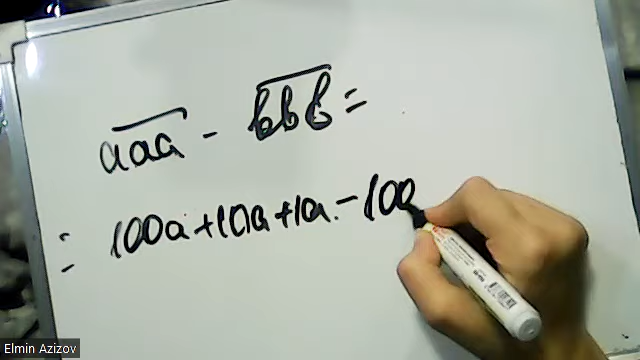 aaa - bbb =
= 100a + 10a + 1a - 100
Elmin Azizov